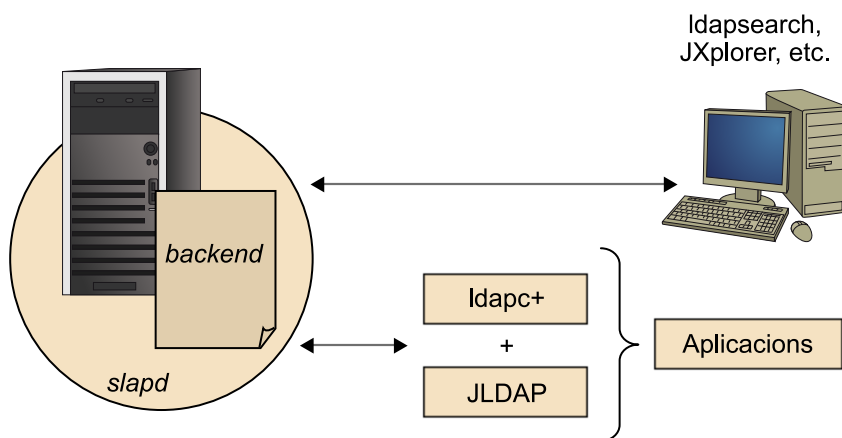 ldapsearch,
JXplorer, etc.
backend
slapd
ldapc+
+
JLDAP
Aplicacions